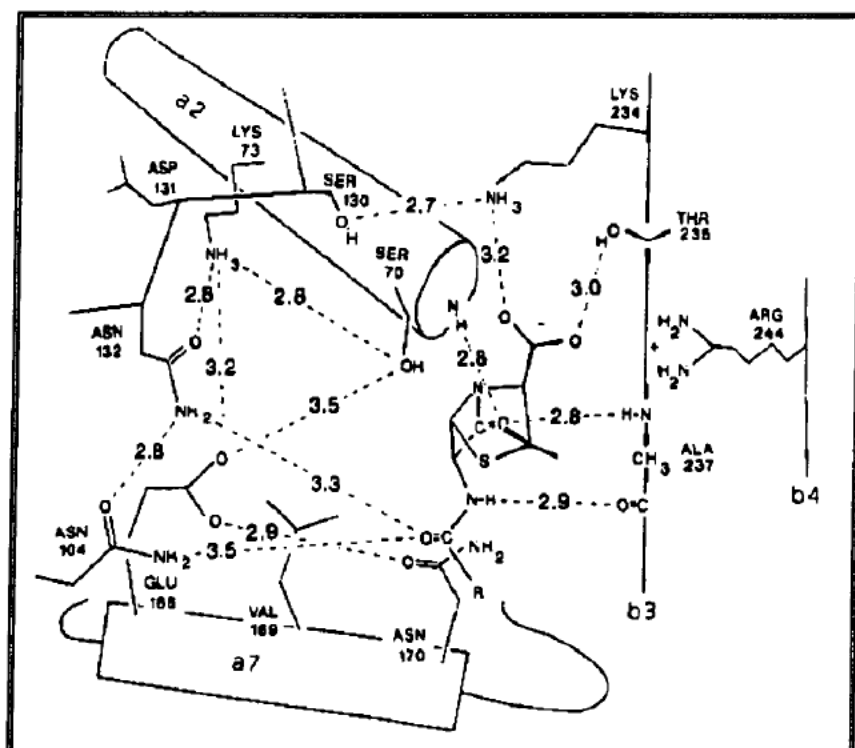 a2
LYS
73
ASP
131
SER
130
OH
2.7
NH3
LYS
234
THR
235
HO
3.2
3.0
SER
70
NH3
2.8
2.8
N
H
O
O
-
ASN
132
O
3.2
OH
2.8
H2N
+
H2N
ARG
244
NH2
3.5
N
C
O
2.8
H-N
S
CH3
ALA
237
b4
2.8
O
3.3
N-H
2.9
O=C
O
ASN
104
O
2.9
NH2
3.5
O=C
NH2
O
GLU
166
R
b3
VAL
169
ASN
170
a7